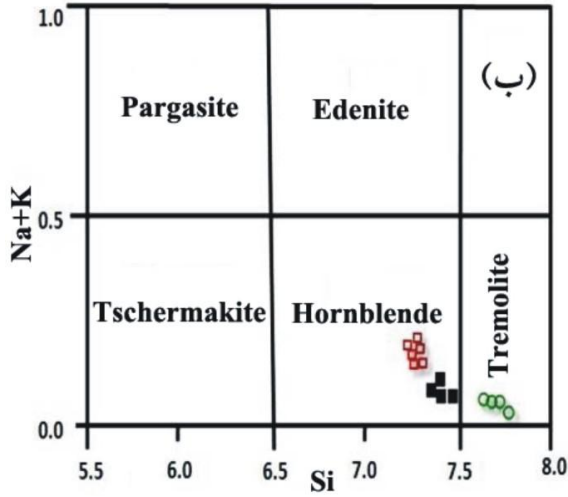 1.0
(ب)
Pargasite
Edenite
Na+K
0.5
Tschermakite
Hornblende
Tremolite
0.0
5.5
6.0
6.5
7.0
7.5
8.0
Si